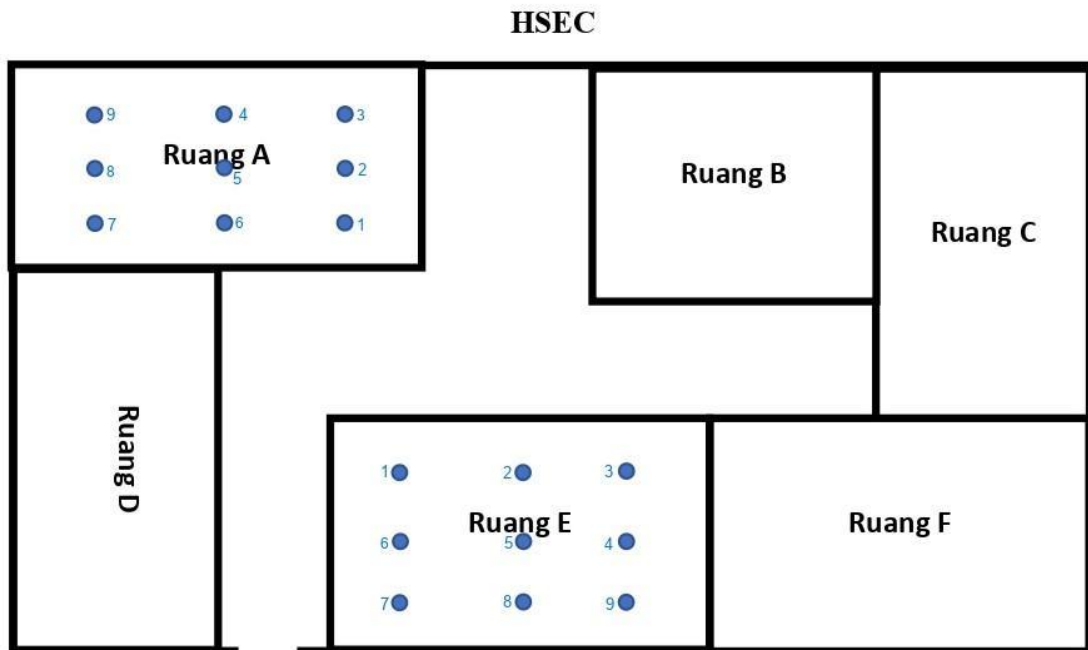 HSEC
9 4 3
Ruang A
8 5 2
7 6 1
Ruang B
Ruang C
Ruang D
1 2 3
Ruang E
6 5 4
7 8 9
Ruang F